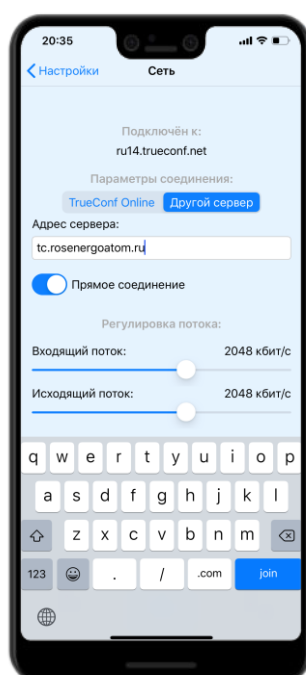 20:35
Настройки
Сеть
Подключён к:
ru14.trueconf.net
Параметры соединения:
TrueConf Online Другой сервер
Адрес сервера:
tc.rosenergoatom.ru
Прямое соединение
Регулировка потока:
Входящий поток: 2048 кбит/с
Исходящий поток: 2048 кбит/с
q w e r t y u i o p
a s d f g h j k l
z x c v b n m
123 . / .com join